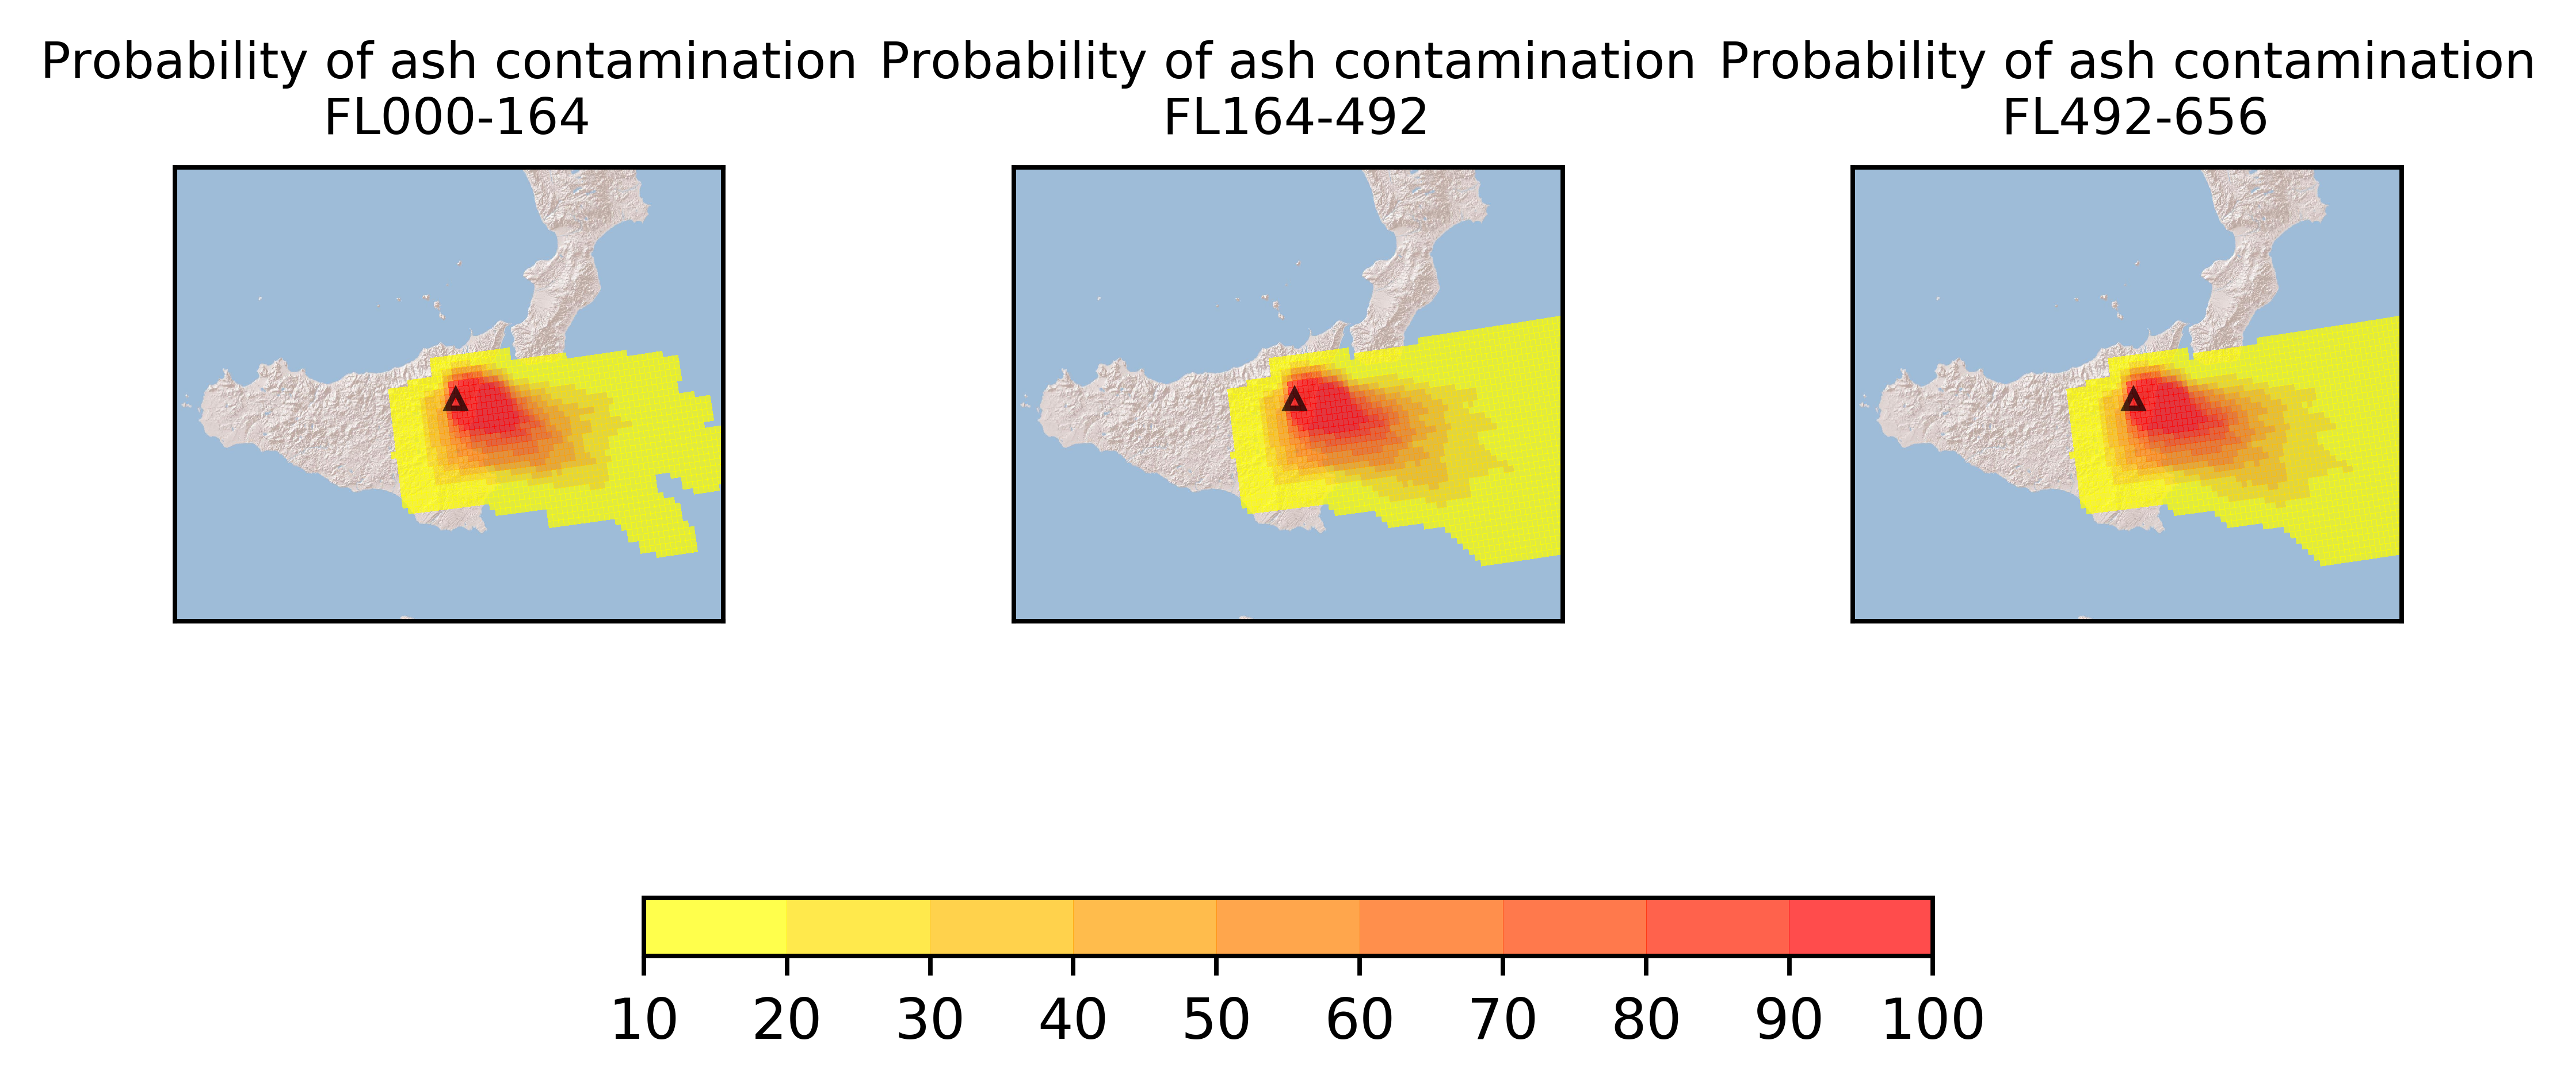 Probability of ash contamination
FL000-164
Probability of ash contamination
FL164-492
Probability of ash contamination
FL492-656
10 20 30 40 50 60 70 80 90 100